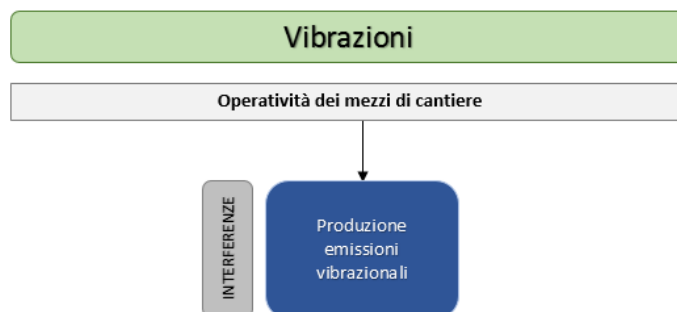 Vibrazioni
Operatività dei mezzi di cantiere
INTERFERENZE
Produzione
emissioni
vibrazionali